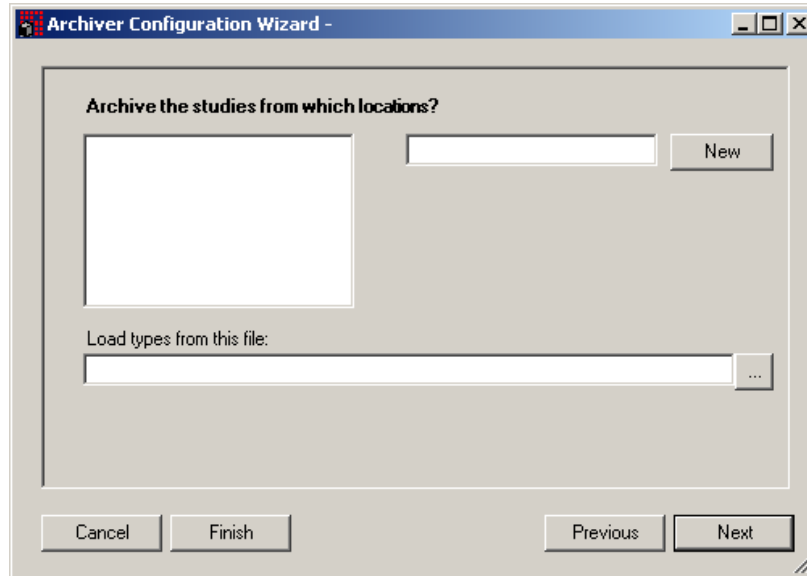 Archiver Configuration Wizard -
Archive the studies from which locations?
New
Load types from this file:
...
Cancel Finish Previous Next